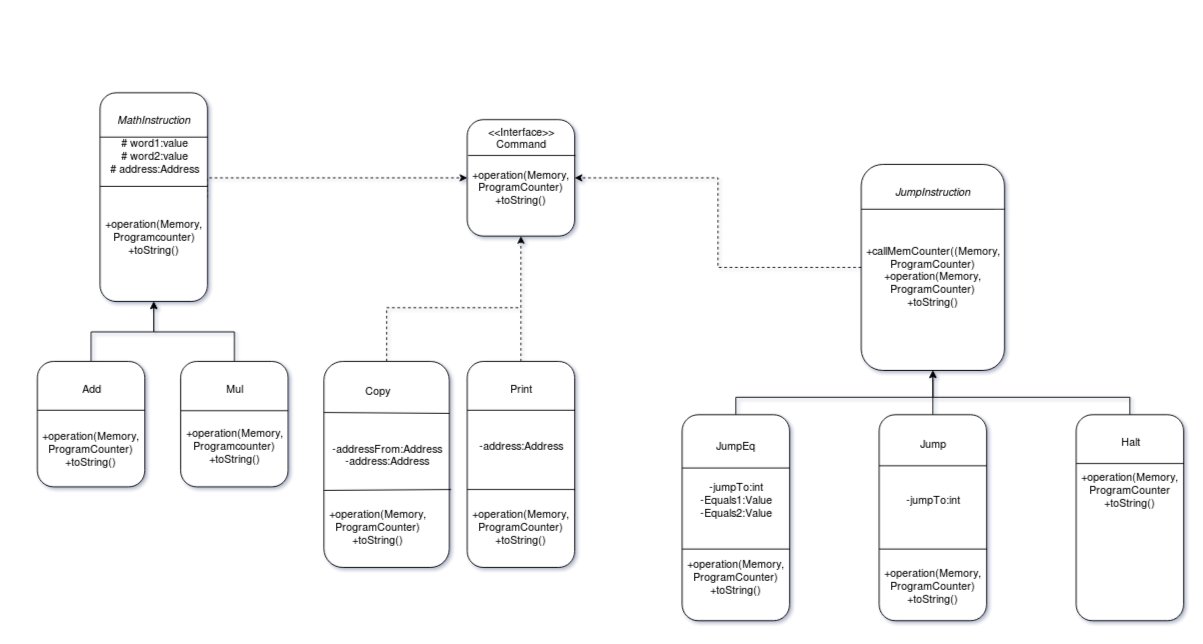 MathInstruction
# word1:value
# word2:value
# address:Address
+operation(Memory,
Programcounter)
+toString()
<<Interface>>
Command
+operation(Memory,
ProgramCounter)
+toString()
JumpInstruction
+callMemCounter((Memory,
ProgramCounter)
+operation(Memory,
ProgramCounter)
+toString()
Add
+operation(Memory,
ProgramCounter)
+toString()
Mul
+operation(Memory,
Programcounter)
+toString()
Copy
-addressFrom:Address
-address:Address
+operation(Memory,
ProgramCounter)
+toString()
Print
-address:Address
+operation(Memory,
ProgramCounter)
+toString()
JumpEq
-jumpTo:int
-Equals1:Value
-Equals2:Value
+operation(Memory,
ProgramCounter)
+toString()
Jump
-jumpTo:int
+operation(Memory,
ProgramCounter)
+toString()
Halt
+operation(Memory,
ProgramCounter
+toString()